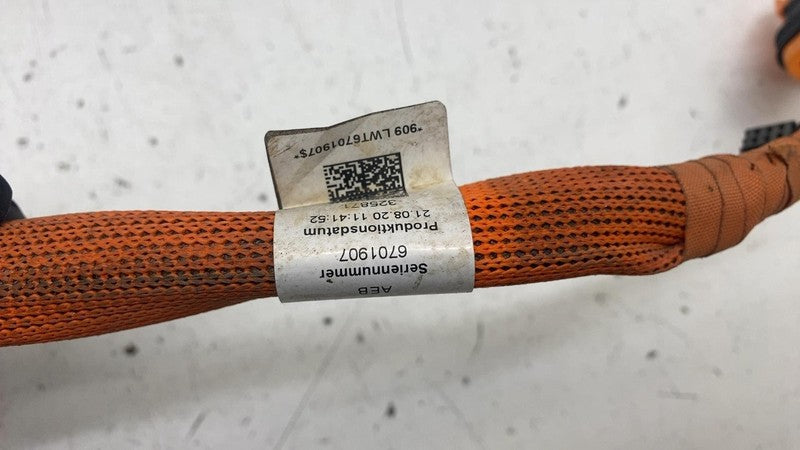 AEB
Seriennummer
6701907
Produktionsdatum
21.08.20 11:41:52
325871
*909 LWT6701907$*